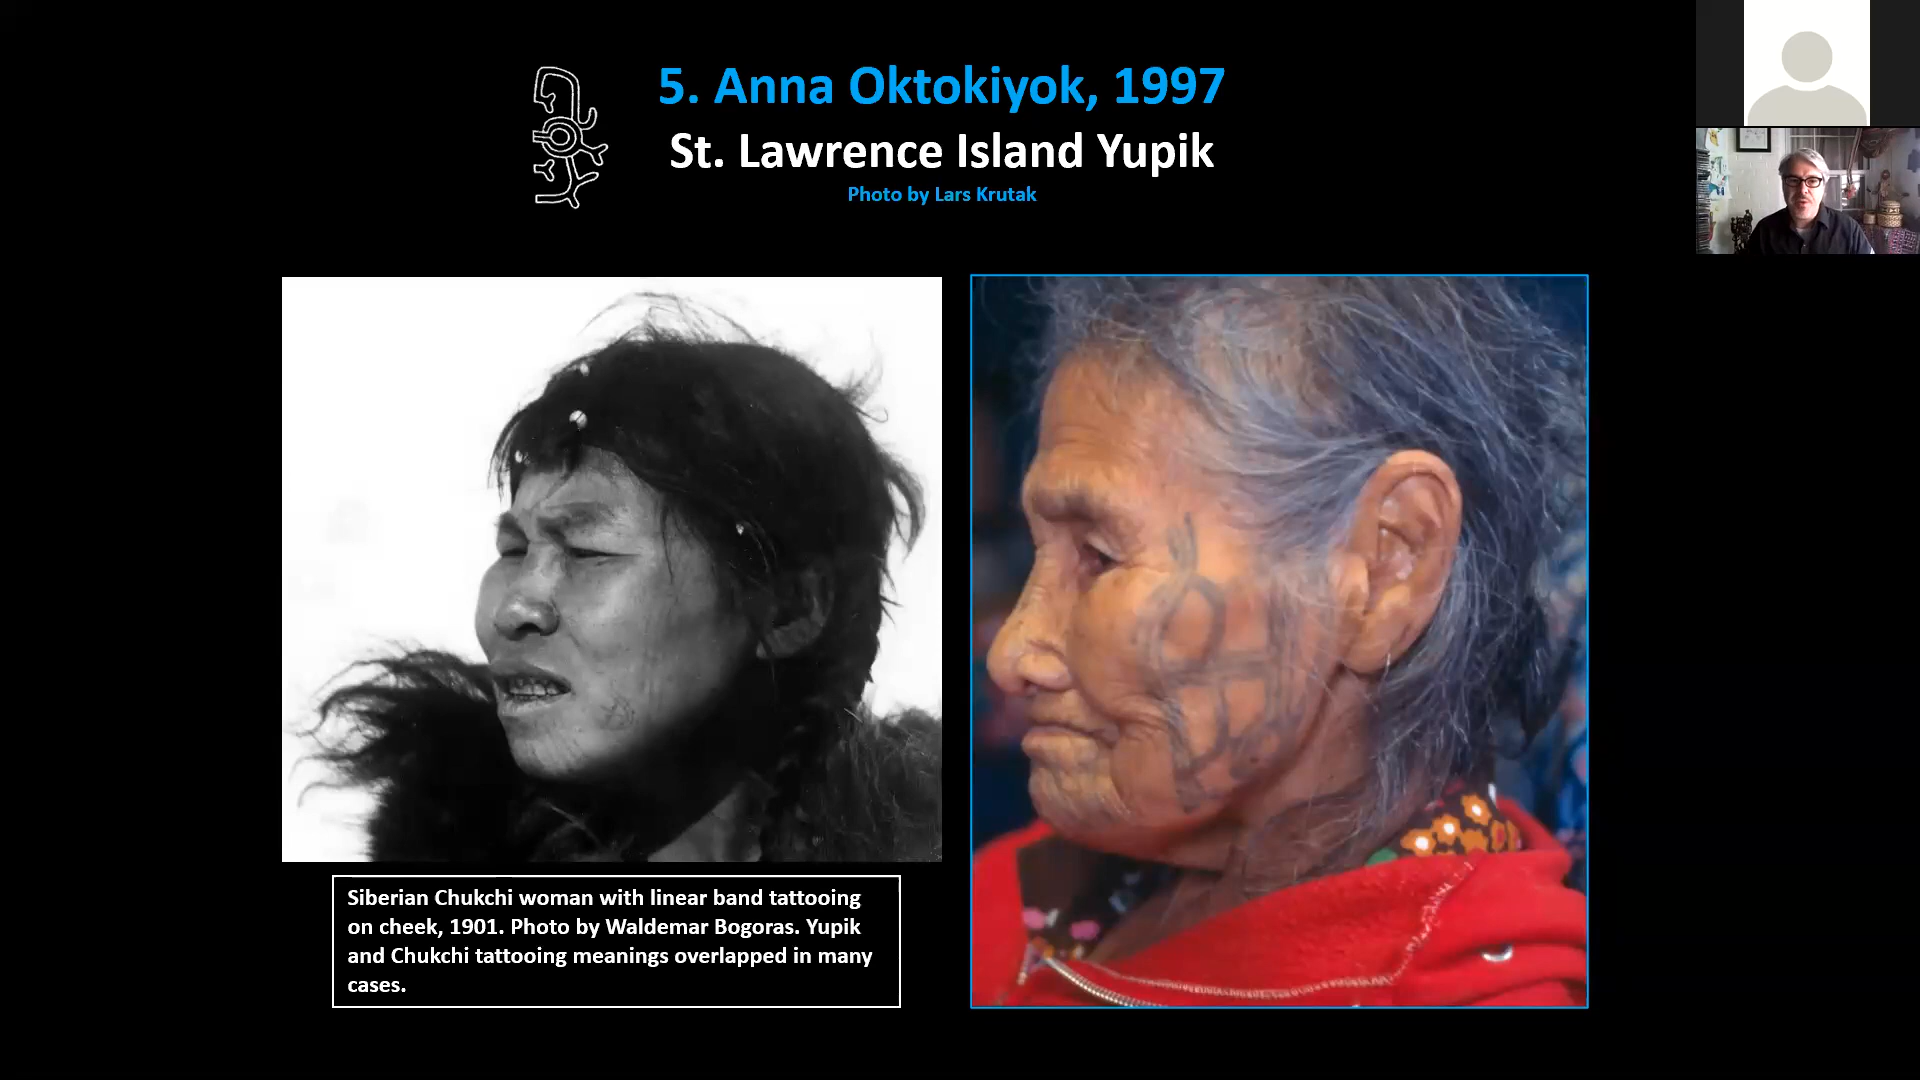 5. Anna Oktokiyok, 1997
St. Lawrence Island Yupik
Photo by Lars Krutak
Siberian Chukchi woman with linear band tattooing
on cheek, 1901. Photo by Waldemar Bogoras. Yupik
and Chukchi tattooing meanings overlapped in many
cases.